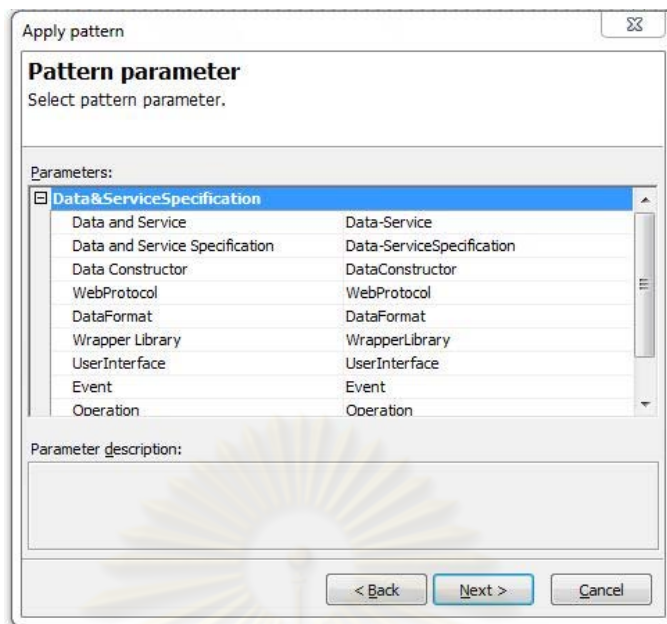 Apply pattern
Pattern parameter
Select pattern parameter.
Parameters:
Data&ServiceSpecification
Data and Service Data-Service
Data and Service Specification Data-ServiceSpecification
Data Constructor DataConstructor
WebProtocol WebProtocol
DataFormat DataFormat
Wrapper Library WrapperLibrary
UserInterface UserInterface
Event Event
Operation Operation
Parameter description:
< Back Next > Cancel